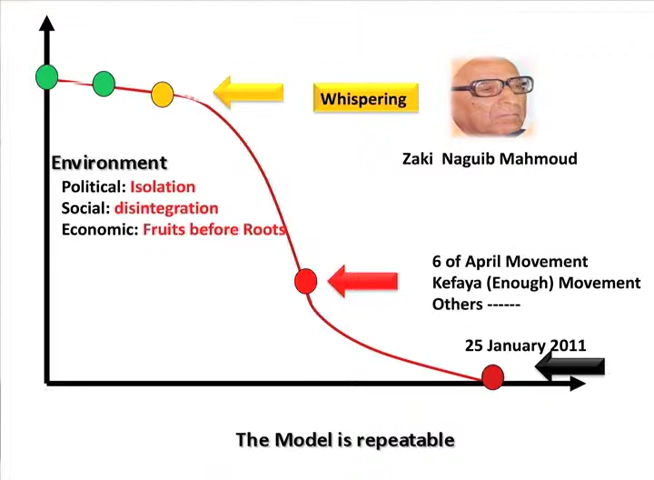 Whispering
Zaki Naguib Mahmoud
Environment
Political: Isolation
Social: disintegration
Economic: Fruits before Roots
6 of April Movement
Kefaya (Enough) Movement
Others ------
25 January 2011
The Model is repeatable